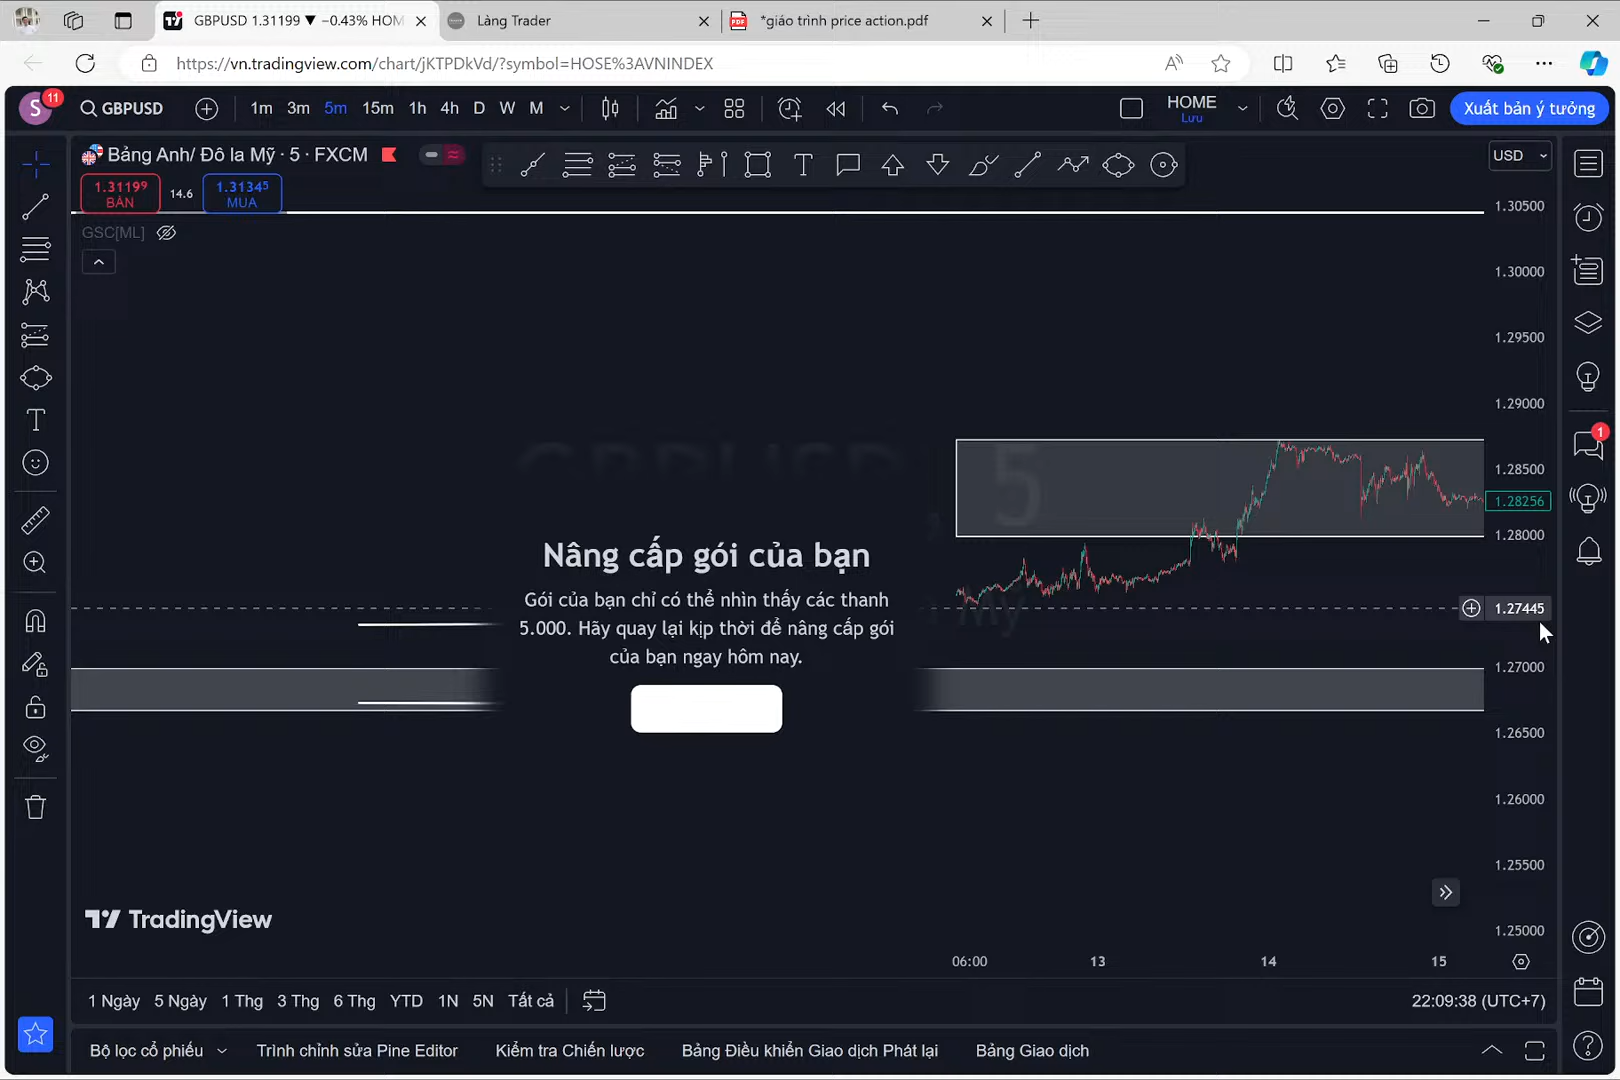 GBPUSD 1.31199 ▼ −0.43% HOM
Làng Trader
*giáo trình price action.pdf
https://vn.tradingview.com/chart/jKTPDkVd/?symbol=HOSE%3AVNINDEX
S 11
GBPUSD
1m 3m 5m 15m 1h 4h D W M
HOME
Lưu
Xuất bản ý tưởng
Bảng Anh/ Đô la Mỹ · 5 · FXCM
USD
1.31199
BÁN
14.6
1.31345
MUA
GSC[ML]
1.30500
1.30000
1.29500
1.29000
1.28500
1.28256
1.28000
1.27445
1.27000
1.26500
1.26000
1.25500
1.25000
GBPUSD, 5
Nâng cấp gói của bạn
Gói của bạn chỉ có thể nhìn thấy các thanh
5.000. Hãy quay lại kịp thời để nâng cấp gói
của bạn ngay hôm nay.
1
TradingView
06:00 13 14 15
1 Ngày 5 Ngày 1 Thg 3 Thg 6 Thg YTD 1N 5N Tất cả
22:09:38 (UTC+7)
Bộ lọc cổ phiếu
Trình chỉnh sửa Pine Editor
Kiểm tra Chiến lược
Bảng Điều khiển Giao dịch Phát lại
Bảng Giao dịch